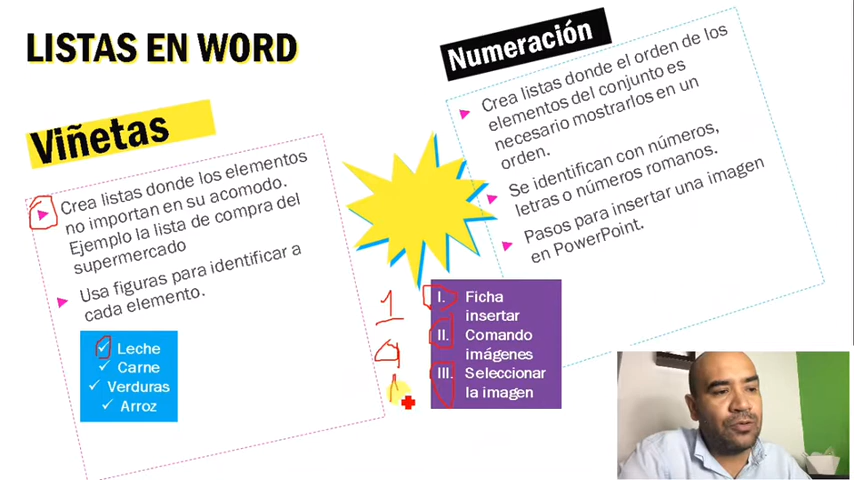 LISTAS EN WORD
Viñetas
Crea listas donde los elementos
no importan en su acomodo.
Ejemplo la lista de compra del
supermercado
Usa figuras para identificar a
cada elemento.
Leche
Carne
Verduras
Arroz
Numeración
Crea listas donde el orden de los
elementos del conjunto es
necesario mostrarlos en un
orden.
Se identifican con números,
letras o números romanos.
Pasos para insertar una imagen
en PowerPoint.
1
a
I. Ficha
insertar
II. Comando
imágenes
III. Seleccionar
la imagen